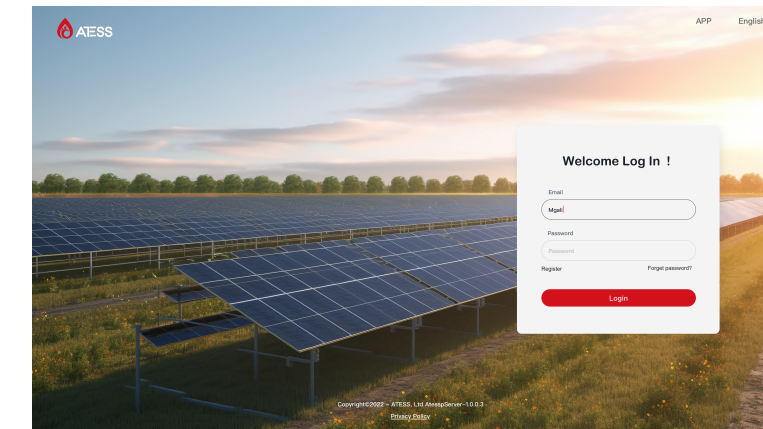 ATESS
APP
English
Welcome Log In !
Email
Mgali
Password
Password
Register
Forget password?
Login
Copyright©2022 - ATESS, Ltd AtesspServer-1.0.0.3 -
Privacy Policy